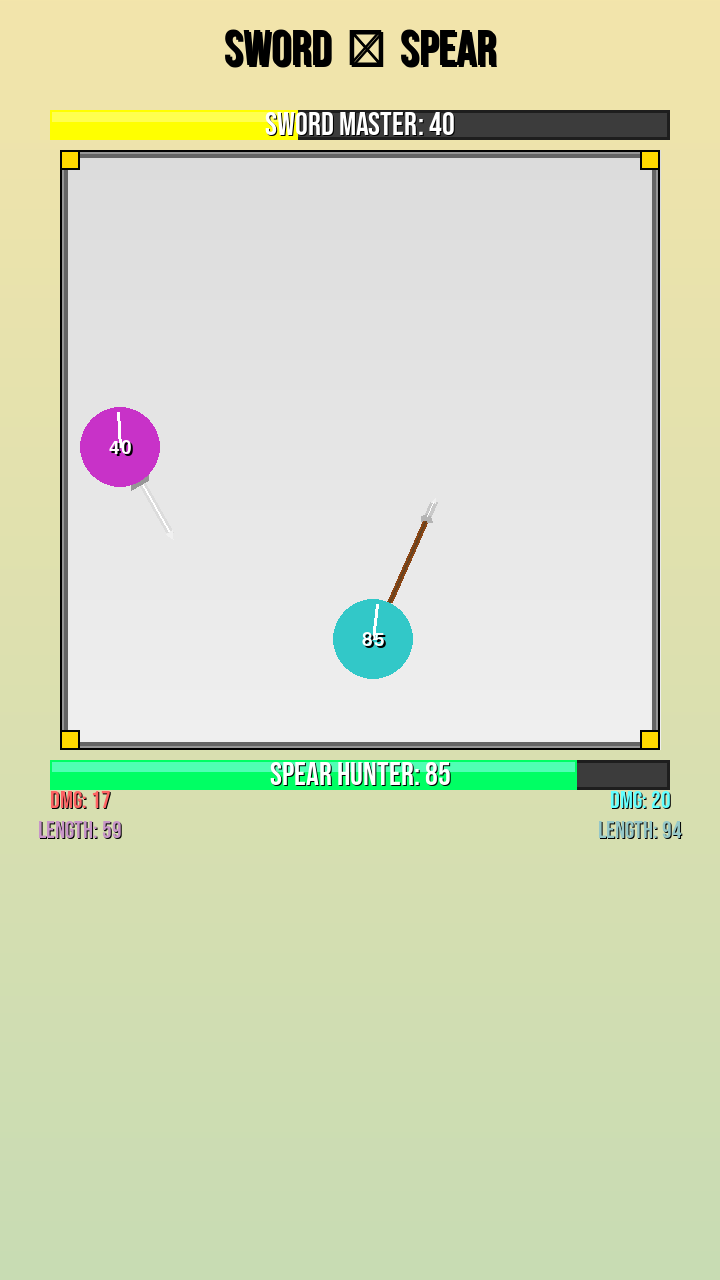 SWORD ☒ SPEAR
SWORD MASTER: 40
40
85
SPEAR HUNTER: 85
DMG: 17
DMG: 20
LENGTH: 59
LENGTH: 94